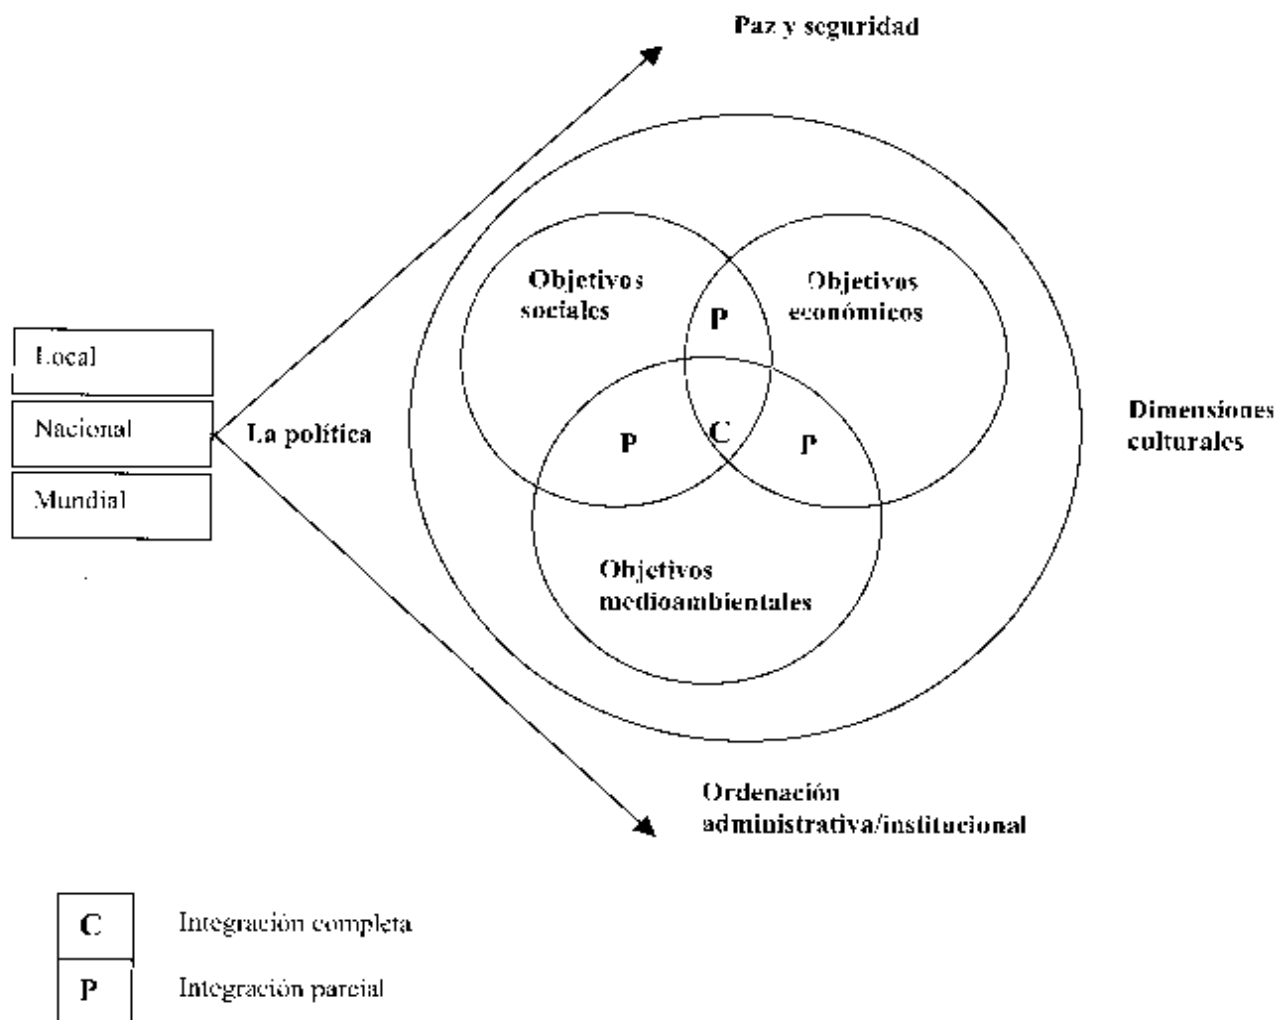 Paz y seguridad
Objetivos
sociales
Objetivos
económicos
P
Local
Nacional
Mundial
La política
P
C
P
Dimensiones
culturales
Objetivos
medioambientales
Ordenación
administrativa/institucional
C Integración completa
P Integración parcial